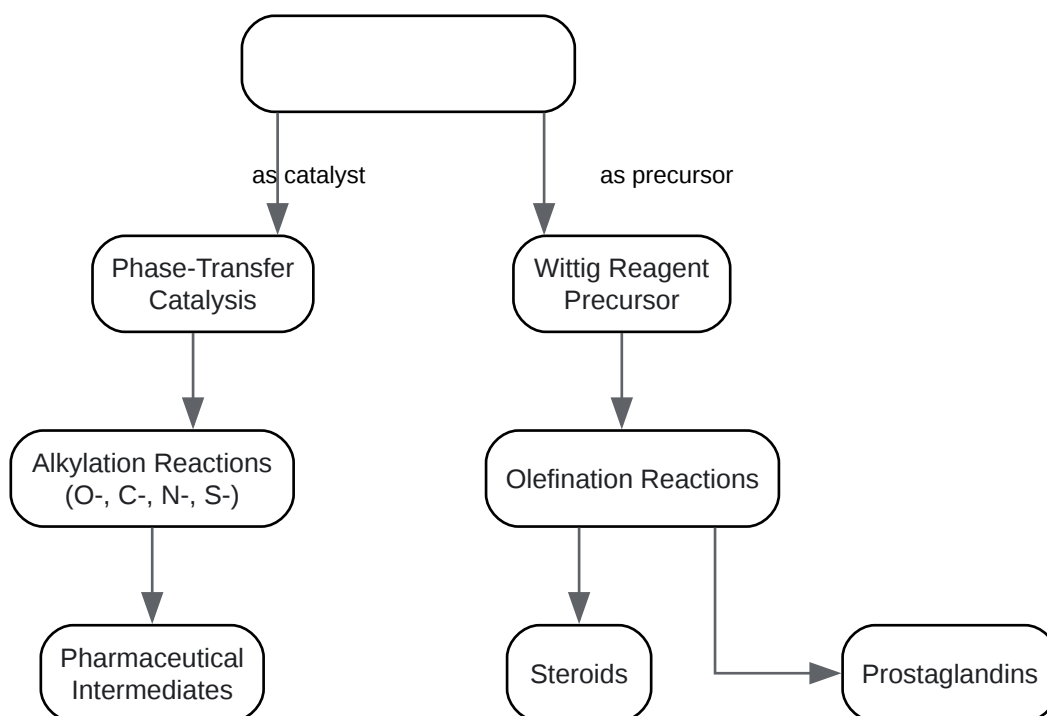 as catalyst
as precursor
Phase-Transfer
Catalysis
Wittig Reagent
Precursor
Alkylation Reactions
(O-, C-, N-, S-)
Olefination Reactions
Pharmaceutical
Intermediates
Steroids
Prostaglandins